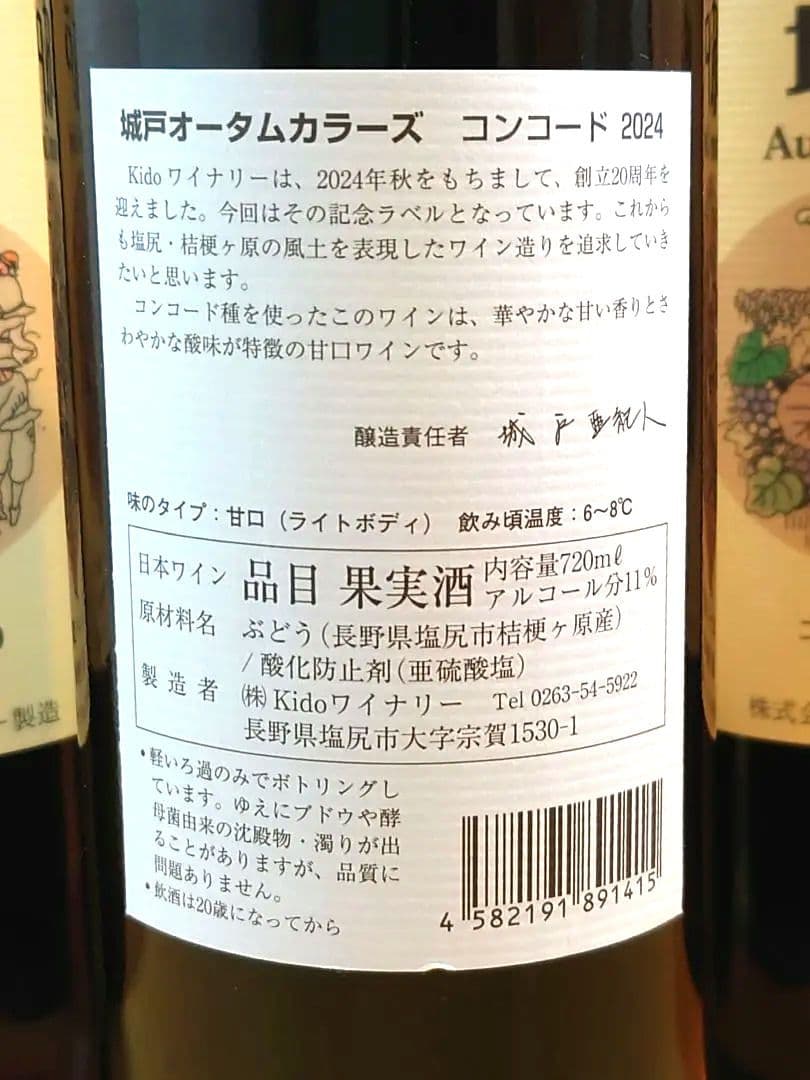 城戸オータムカラーズ　コンコード 2024
Kidoワイナリーは、2024年秋をもちまして、創立20周年を
迎えました。今回はその記念ラベルとなっています。これから
も塩尻・桔梗ヶ原の風土を表現したワイン造りを追求していき
たいと思います。
コンコード種を使ったこのワインは、華やかな甘い香りとさ
わやかな酸味が特徴の甘口ワインです。
醸造責任者　城戸亜紀人
味のタイプ：甘口（ライトボディ）　飲み頃温度：6〜8℃
日本ワイン 品目 果実酒 内容量720mℓ
アルコール分11%
原材料名 ぶどう（長野県塩尻市桔梗ヶ原産）
/ 酸化防止剤（亜硫酸塩）
製造者 ㈱Kidoワイナリー　Tel 0263-54-5922
長野県塩尻市大字宗賀1530-1
・軽いろ過のみでボトリングし
ています。ゆえにブドウや酵
母菌由来の沈殿物・濁りが出
ることがありますが、品質に
問題ありません。
・飲酒は20歳になってから
4 582191 891415
ー製造
Au
株式